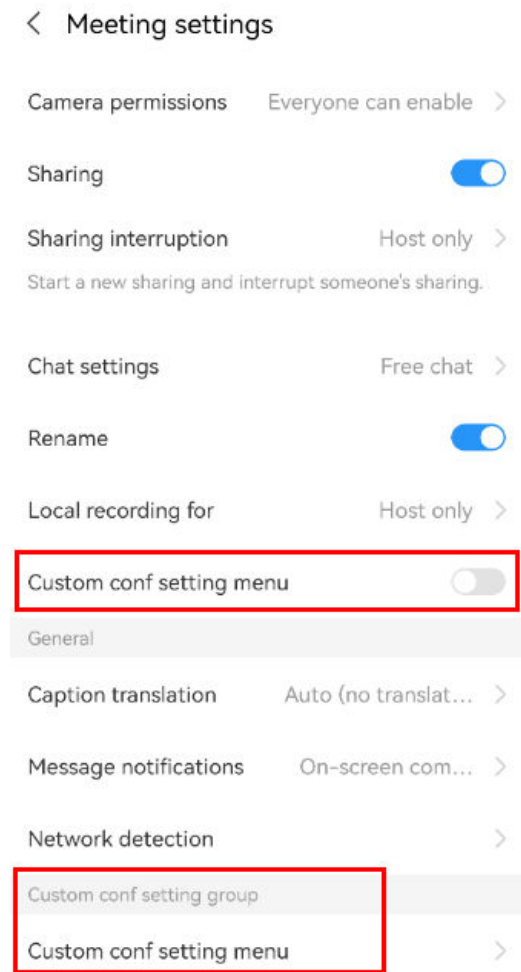 Meeting settings
Camera permissions Everyone can enable
Sharing
Sharing interruption Host only
Start a new sharing and interrupt someone's sharing.
Chat settings Free chat
Rename
Local recording for Host only
Custom conf setting menu
General
Caption translation Auto (no translat...
Message notifications On-screen com...
Network detection
Custom conf setting group
Custom conf setting menu